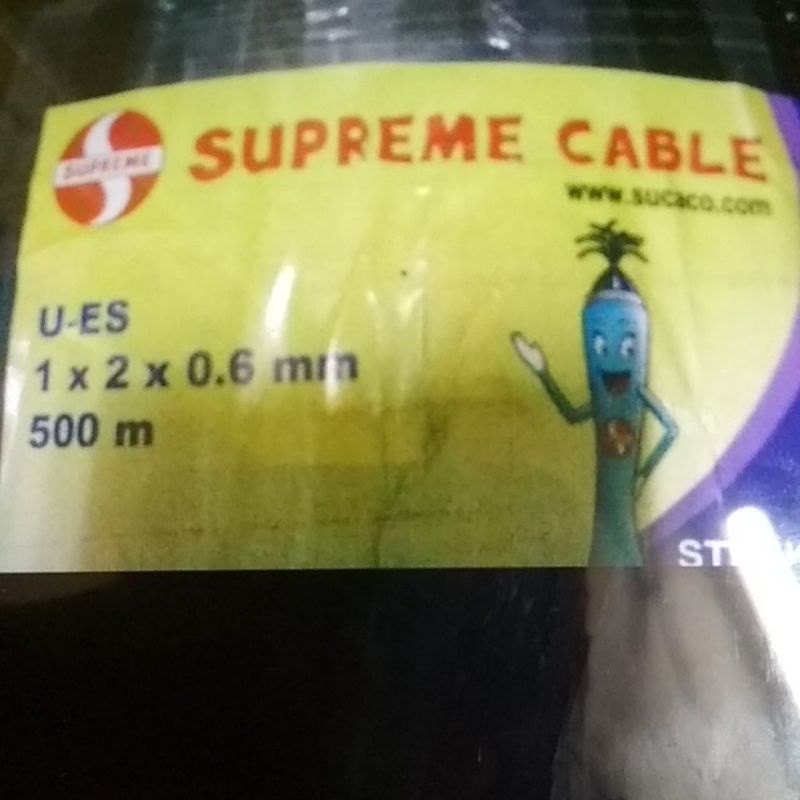 SUPREME
SUPREME CABLE
www.sucaco.com
U-ES
1 x 2 x 0.6 mm
500 m